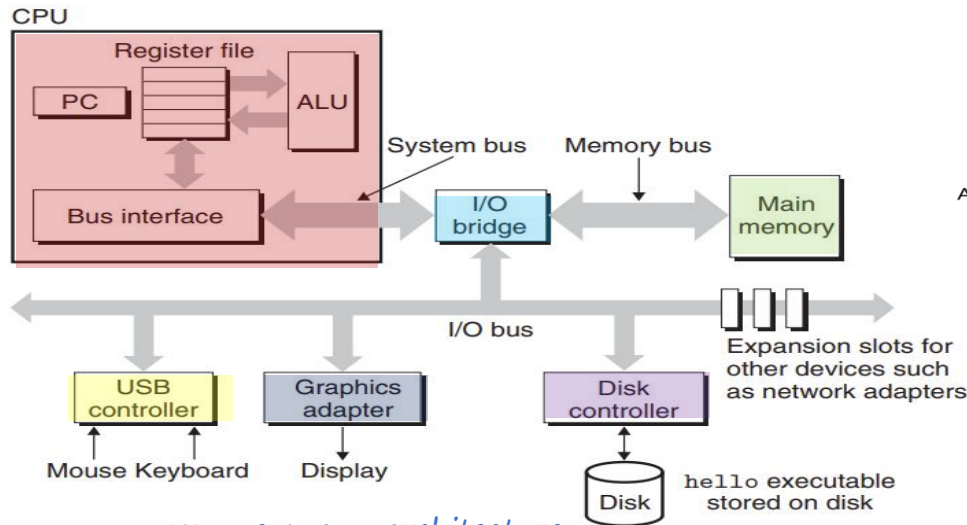 CPU
Register file
PC
ALU
System bus
Memory bus
Bus interface
I/O
bridge
Main
memory
A
I/O bus
Expansion slots for
other devices such
as network adapters
USB
controller
Graphics
adapter
Disk
controller
Mouse Keyboard
Display
Disk
hello executable
stored on disk